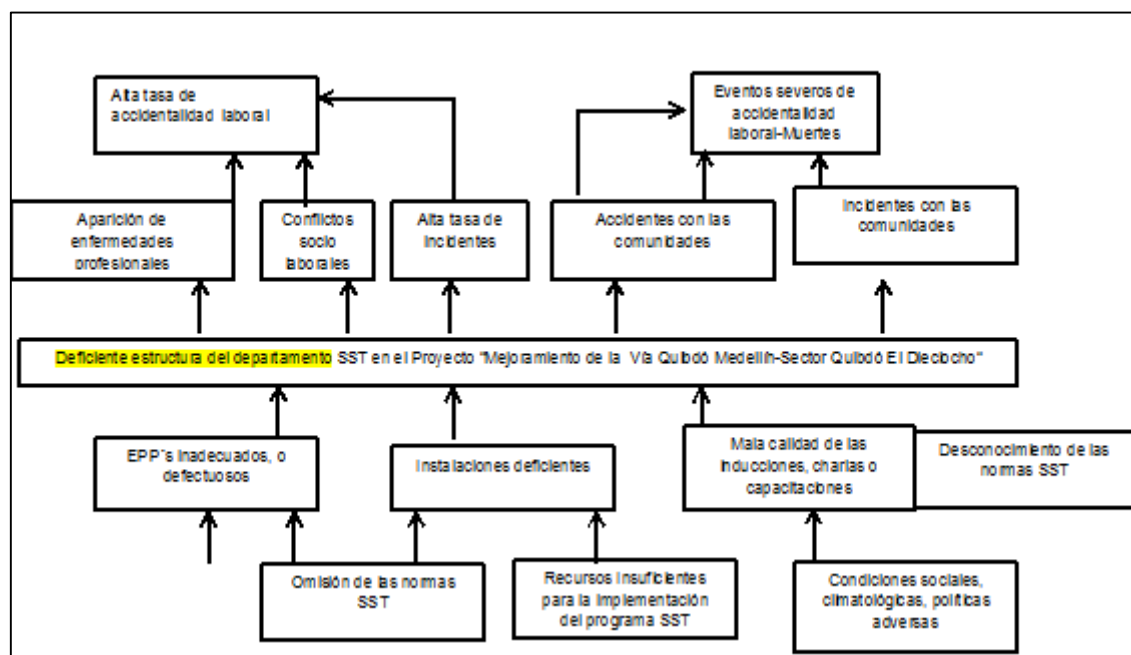 Alta tasa de
accidentalidad laboral
Eventos severos de
accidentalidad
laboral-Muertes
Aparición de
enfermedades
profesionales
Conflictos
socio
laborales
Alta tasa de
incidentes
Accidentes con las
comunidades
Incidentes con las
comunidades
Deficiente estructura del departamento SST en el Proyecto "Mejoramiento de la Vía Quibdó Medellín-Sector Quibdó El Dieciocho"
EPP´s inadecuados, o
defectuosos
Instalaciones deficientes
Mala calidad de las
inducciones, charlas o
capacitaciones
Desconocimiento de las
normas SST
Omisión de las normas
SST
Recursos insuficientes
para la implementación
del programa SST
Condiciones sociales,
climatológicas, políticas
adversas